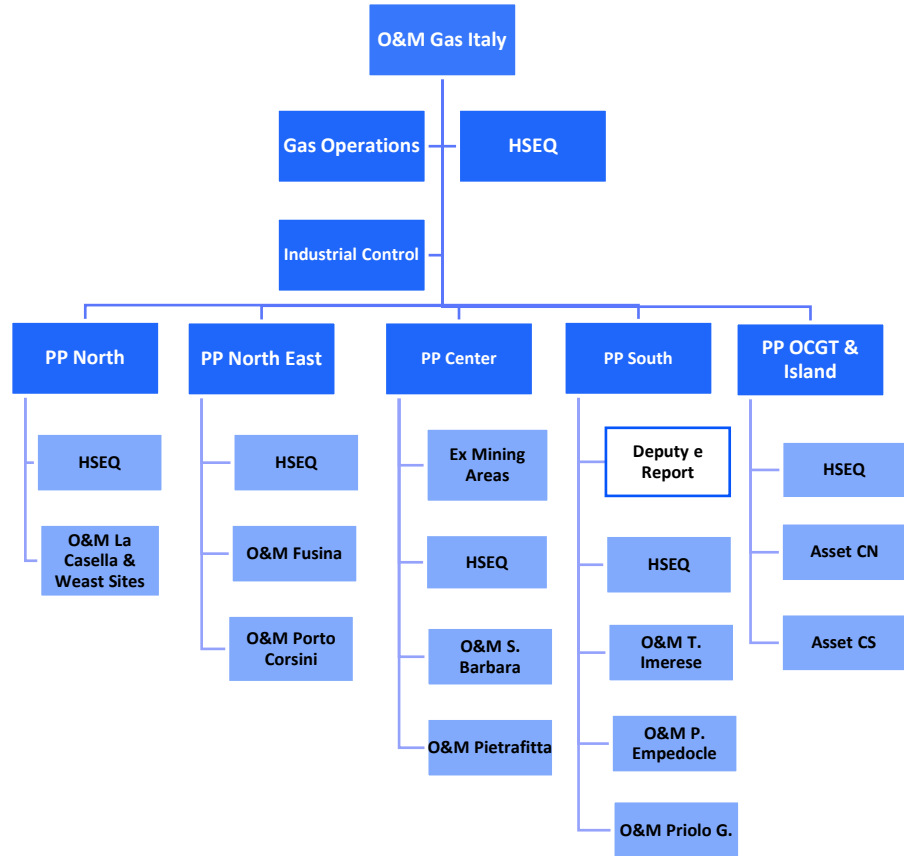 O&M Gas Italy
Gas Operations
HSEQ
Industrial Control
PP North
PP North East
PP Center
PP South
PP OCGT &
Island
HSEQ
O&M La
Casella &
Weast Sites
HSEQ
O&M Fusina
O&M Porto
Corsini
Ex Mining
Areas
HSEQ
O&M S.
Barbara
O&M Pietrafitta
Deputy e
Report
HSEQ
O&M T.
Imerese
O&M P.
Empedocle
O&M Priolo G.
HSEQ
Asset CN
Asset CS